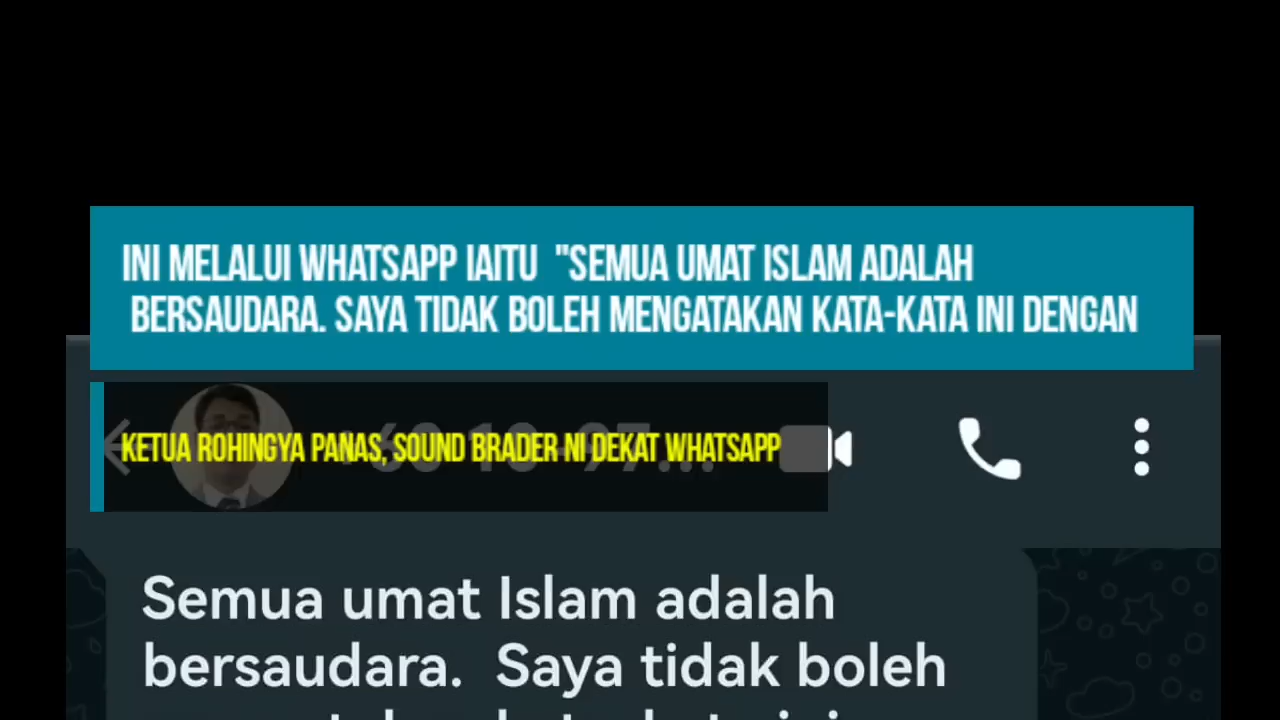 INI MELALUI WHATSAPP IAITU "SEMUA UMAT ISLAM ADALAH
BERSAUDARA. SAYA TIDAK BOLEH MENGATAKAN KATA-KATA INI DENGAN
KETUA ROHINGYA PANAS, SOUND BRADER NI DEKAT WHATSAPP
Semua umat Islam adalah
bersaudara. Saya tidak boleh